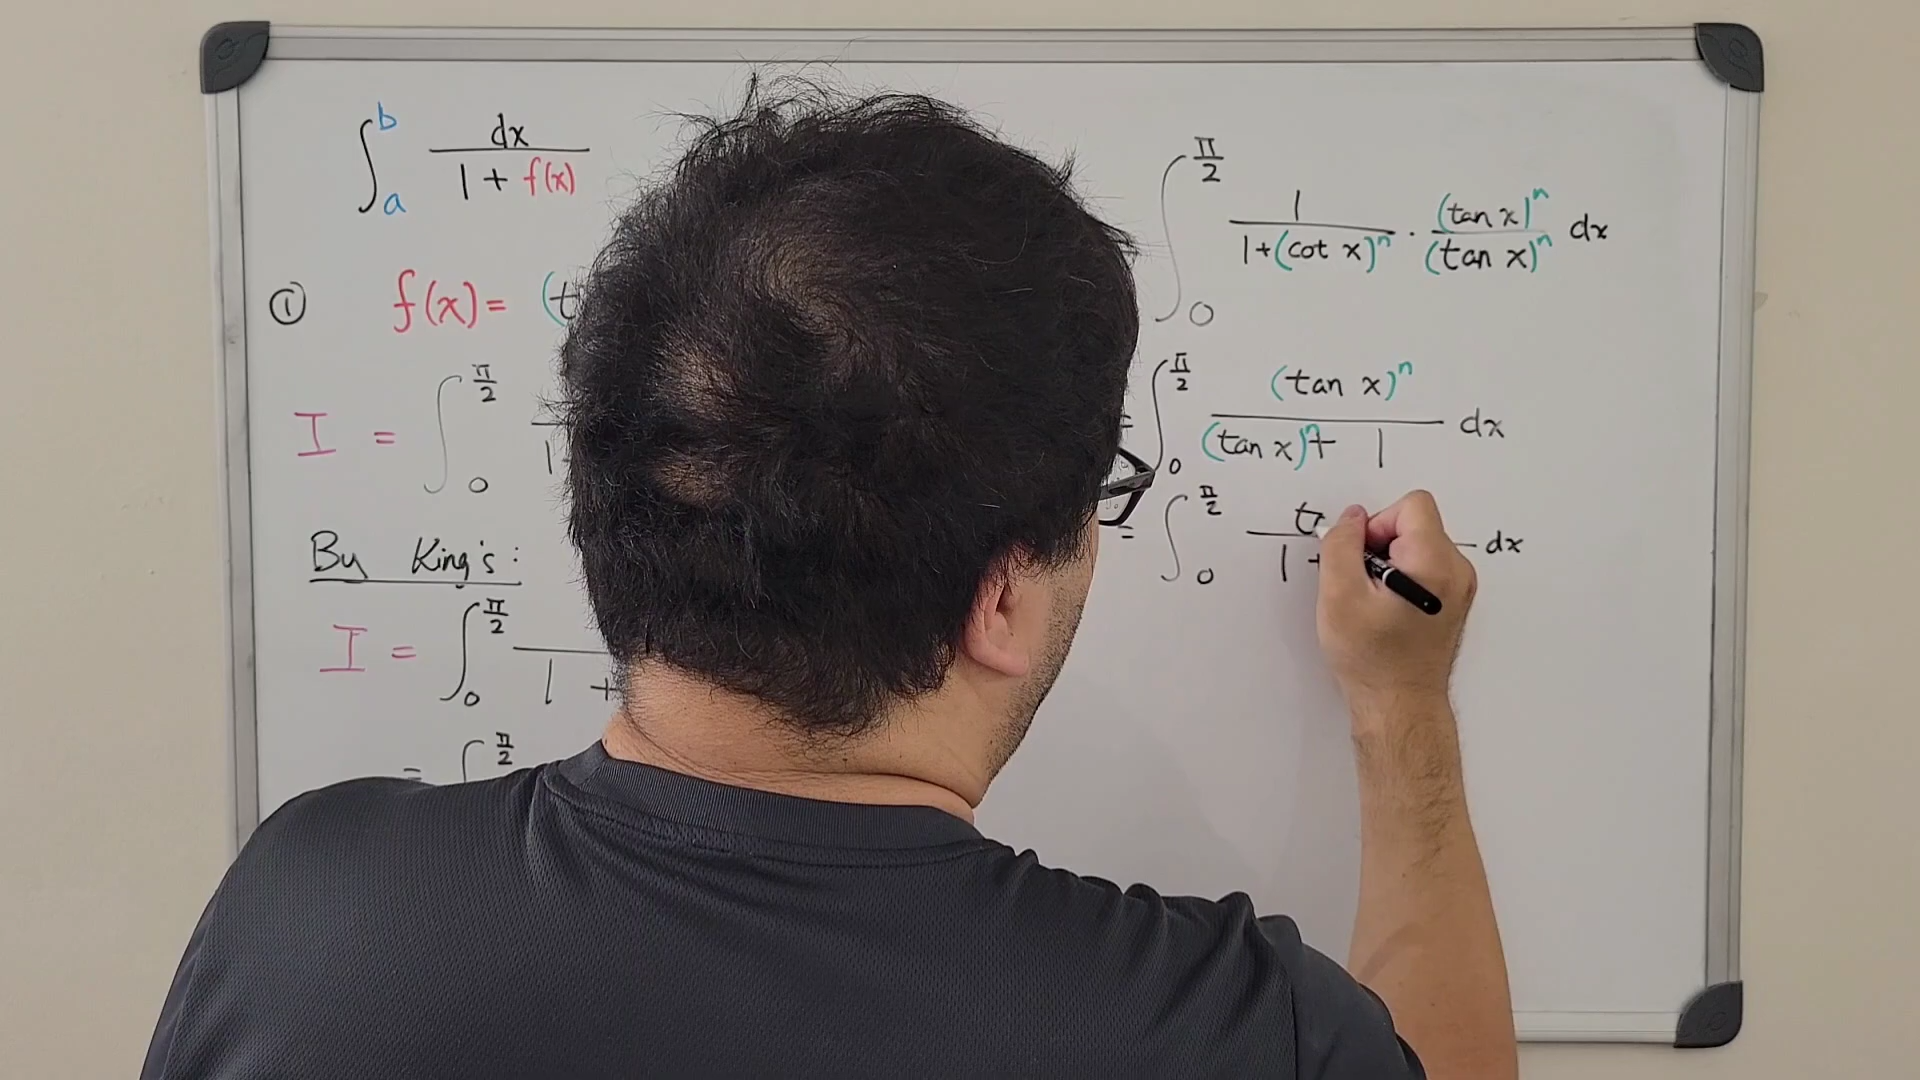 ∫_a^b dx / (1 + f(x))
① f(x) = (t
I = ∫_0^{π/2}
By King's:
I = ∫_0^{π/2} 1 +
= ∫ π/2
∫_0^{π/2} 1 / (1+(cot x)^n) · (tan x)^n / (tan x)^n dx
= ∫_0^{π/2} (tan x)^n / ((tan x)^n + 1) dx
= ∫_0^{π/2} t / (1 + dx